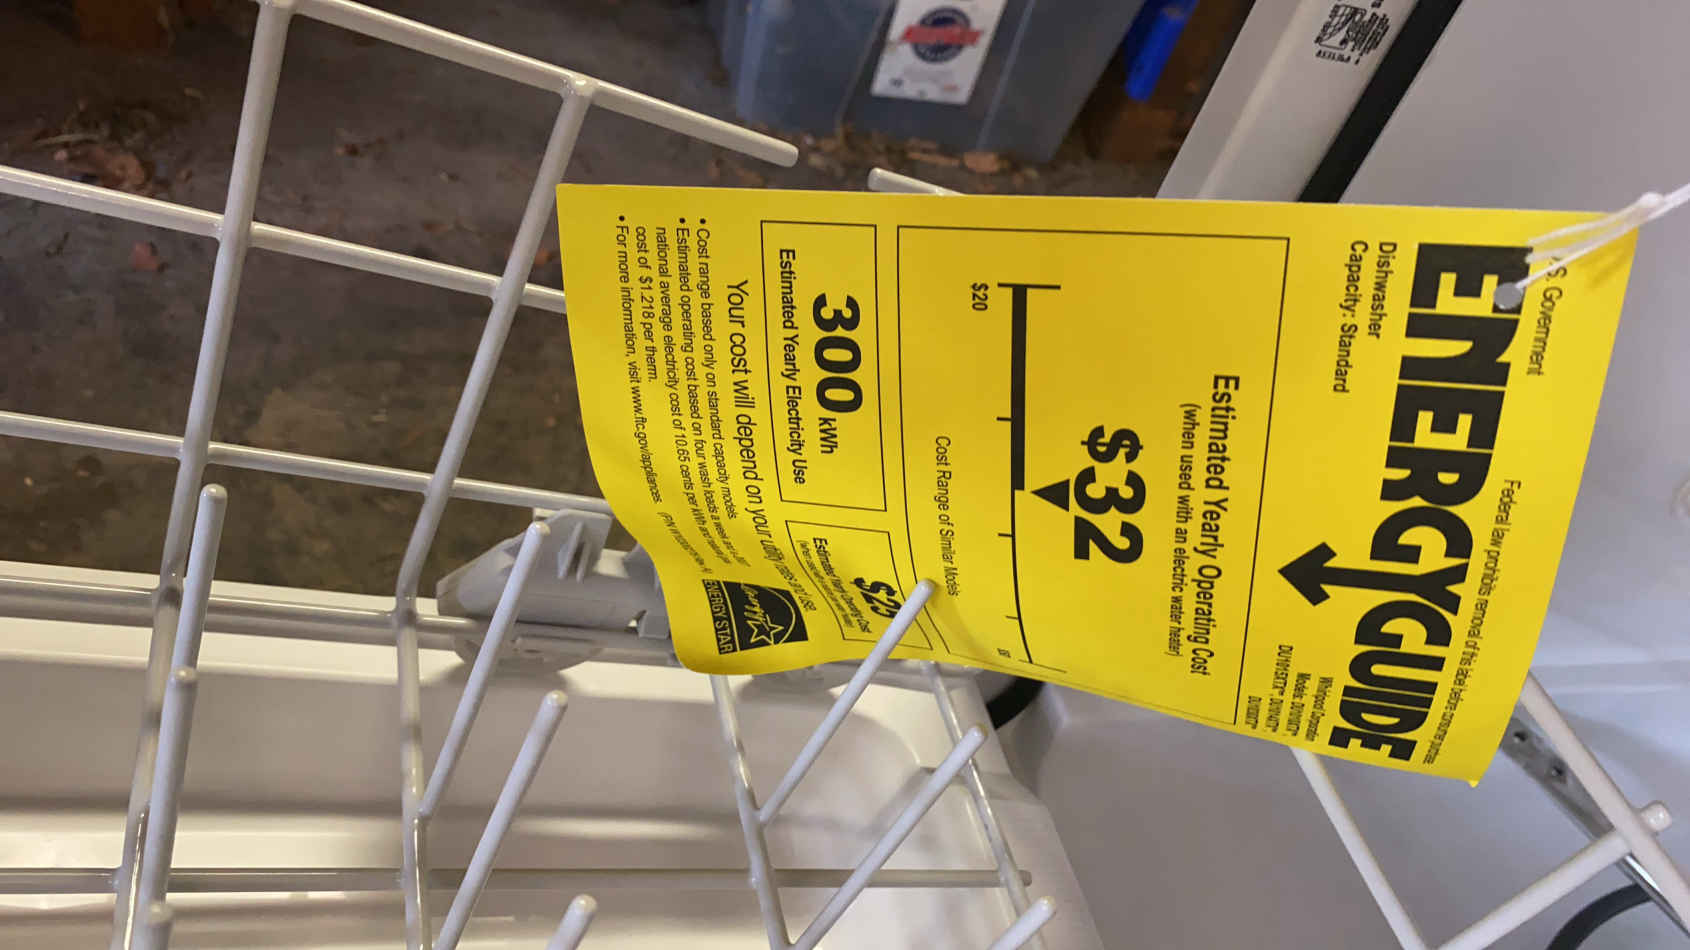 U.S. Government
Federal law prohibits removal of this label before consumer purchase
ENERGYGUIDE
Dishwasher
Capacity: Standard
Whirlpool Corporation
Estimated Yearly Operating Cost
(when used with an electric water heater)
$32
$20
Cost Range of Similar Models
300 kWh
Estimated Yearly Electricity Use
Your cost will depend on your utility rates and use.
• Cost range based only on standard capacity models.
• Estimated operating cost based on four wash loads a week and
national average electricity cost of 10.65 cents per kWh and
cost of $1.218 per therm.
• For more information, visit www.ftc.gov/appliances.
ENERGY STAR